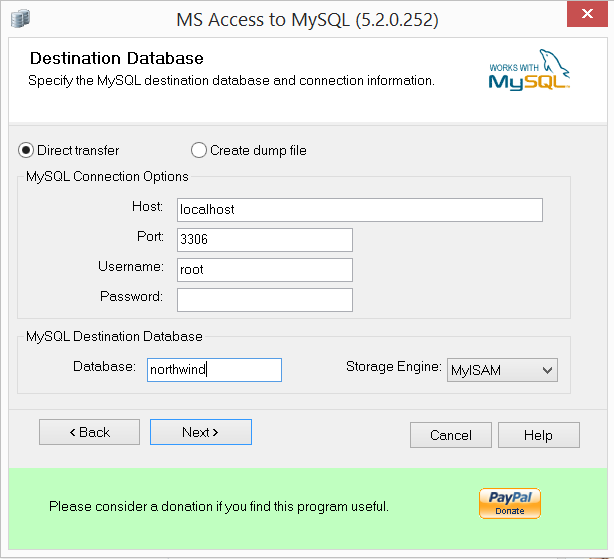 MS Access to MySQL (5.2.0.252)
Destination Database
Specify the MySQL destination database and connection information.
WORKS WITH
MySQL
Direct transfer
Create dump file
MySQL Connection Options
Host:
localhost
Port:
3306
Username:
root
Password:
MySQL Destination Database
Database:
northwind
Storage Engine:
MyISAM
< Back
Next >
Cancel
Help
Please consider a donation if you find this program useful.
PayPal
Donate